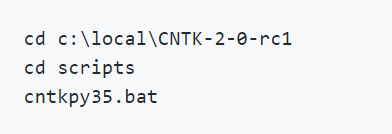 cd c:\local\CNTK-2-0-rc1
cd scripts
cntkpy35.bat